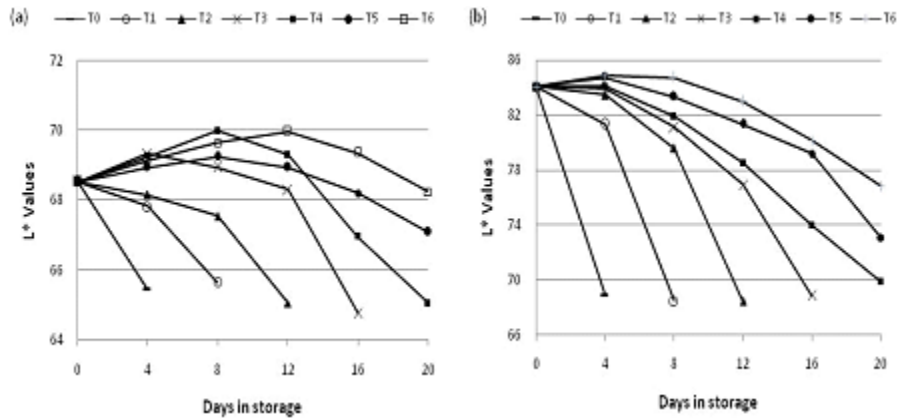 (a) T0 T1 T2 T3 T4 T5 T6
72
70
68
66
64
L* Values
0 4 8 12 16 20
Days in storage
(b) T0 T1 T2 T3 T4 T5 T6
86
82
78
74
70
66
L* Values
0 4 8 12 16 20
Days in storage